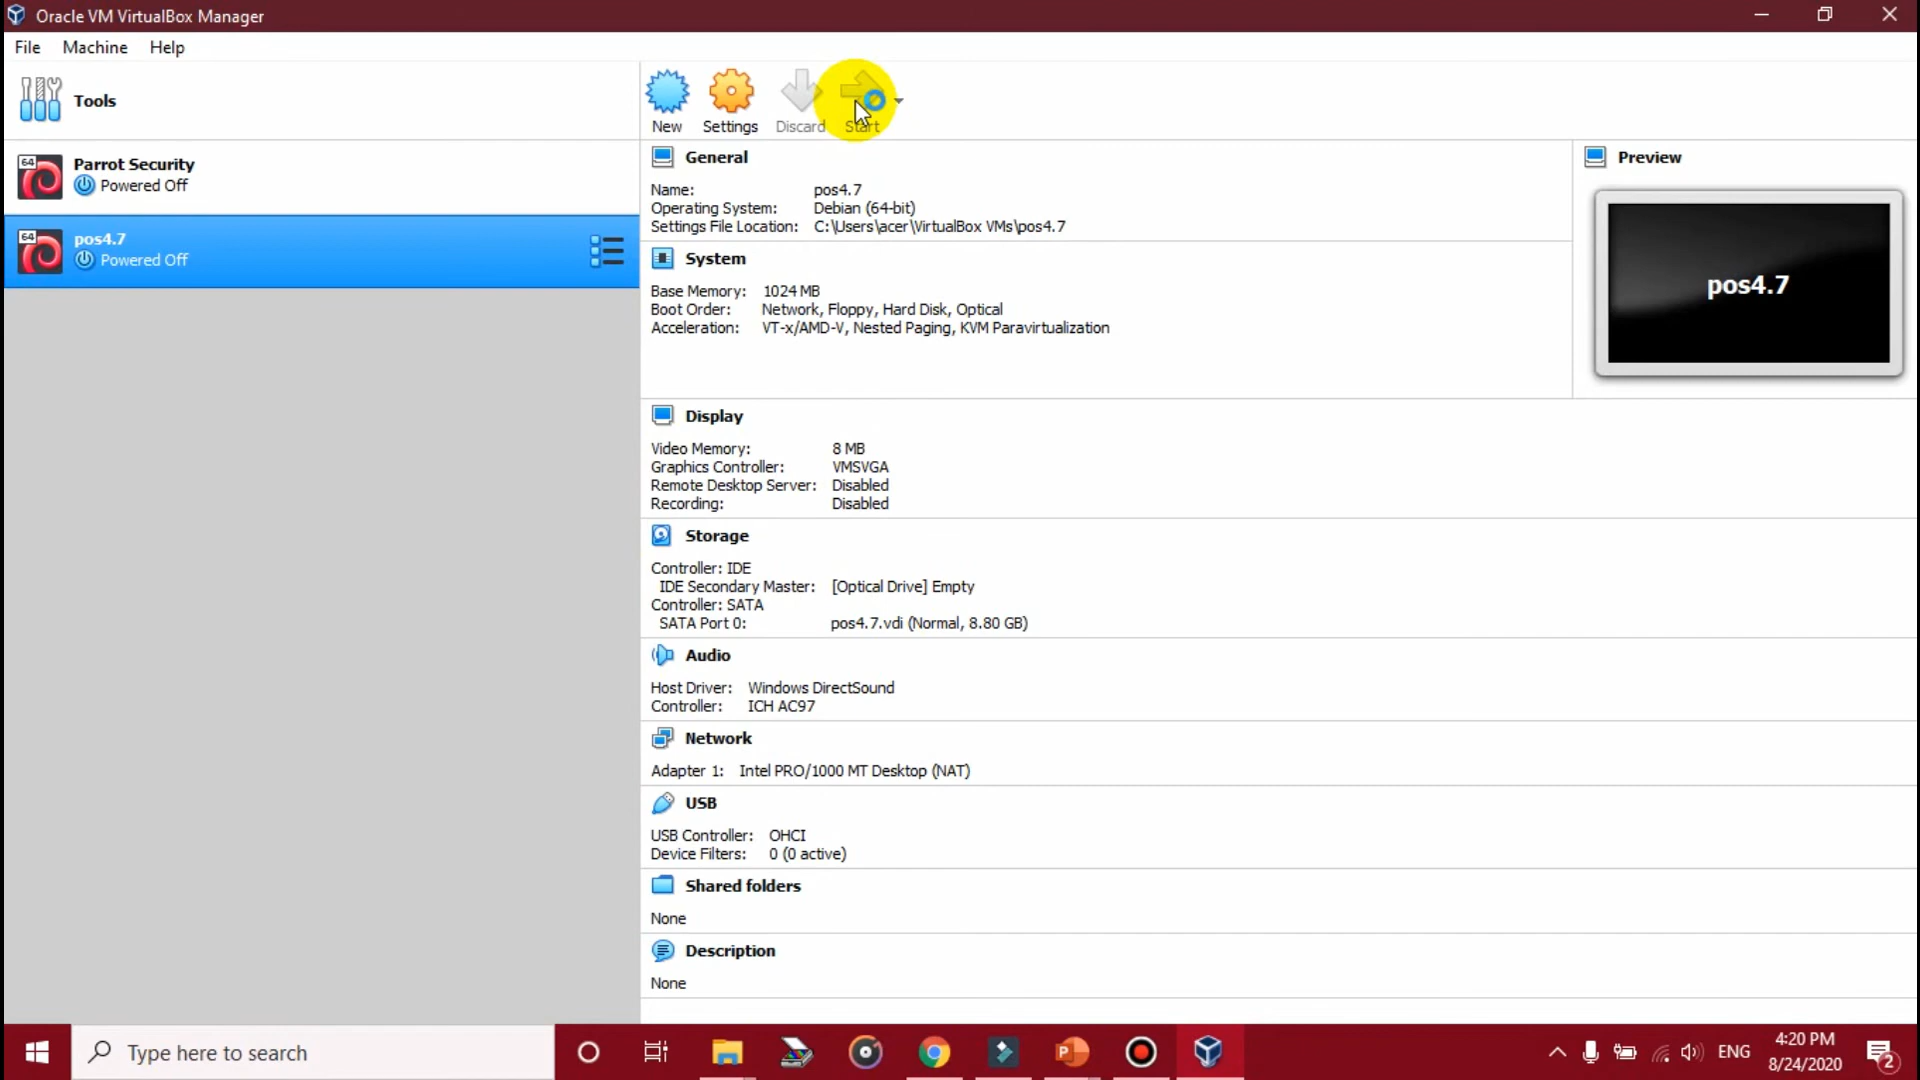 Oracle VM VirtualBox Manager
File Machine Help
Tools
New Settings Discard Start
64 Parrot Security
Powered Off
64 pos4.7
Powered Off
General
Name: pos4.7
Operating System: Debian (64-bit)
Settings File Location: C:\Users\acer\VirtualBox VMs\pos4.7
Preview
pos4.7
System
Base Memory: 1024 MB
Boot Order: Network, Floppy, Hard Disk, Optical
Acceleration: VT-x/AMD-V, Nested Paging, KVM Paravirtualization
Display
Video Memory: 8 MB
Graphics Controller: VMSVGA
Remote Desktop Server: Disabled
Recording: Disabled
Storage
Controller: IDE
IDE Secondary Master: [Optical Drive] Empty
Controller: SATA
SATA Port 0: pos4.7.vdi (Normal, 8.80 GB)
Audio
Host Driver: Windows DirectSound
Controller: ICH AC97
Network
Adapter 1: Intel PRO/1000 MT Desktop (NAT)
USB
USB Controller: OHCI
Device Filters: 0 (0 active)
Shared folders
None
Description
None
Type here to search
P
ENG
4:20 PM
8/24/2020
2